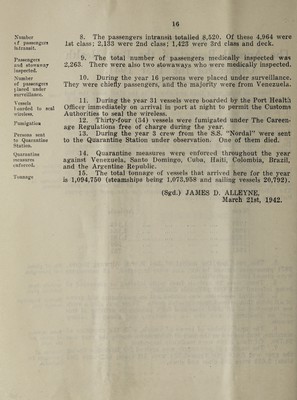 16
Number of passengers intransit.
8. The passengers intransit totalled 8,520. Of these 4,964 were
1st class; 2,133 were 2nd class; 1,423 were 3rd class and deck.
Passengers and stowaway inspected.
9. The total number of passengers medically inspected was
2,263. There were also two stowaways who were medically inspected.
Number of passengers placed under surveillance.
10. During the year 16 persons were placed under surveillance.
They were chiefly passengers, and the majority were from Venezuela.
Vessels boarded to seal wireless.
11. During the year 31 vessels were boarded by the Port Health
Officer immediately on arrival in port at night to permit the Customs
Authorities to seal the wireless.
Fumigation
12. Thirty-four (34) vessels were fumigated under The Careen-
age Regulations free of charge during the year.
Persons sent to Quarantine Station.
13. During the year 3 crew from the S.S. "Nordal" were sent
to the Quarantine Station under observation. One of them died.
Quarantine measures enforced.
14. Quarantine measures were enforced throughout the year
against Venezuela, Santo Domingo, Cuba, Haiti, Colombia, Brazil,
and the Argentine Republic.
Tonnage
15. The total tonnage of vessels that arrived here for the year
is 1,094,750 (steamships being 1,073,958 and sailing vessels 20,792).
(Sgd.) JAMES D. ALLEYNE,
March 21st, 1942.